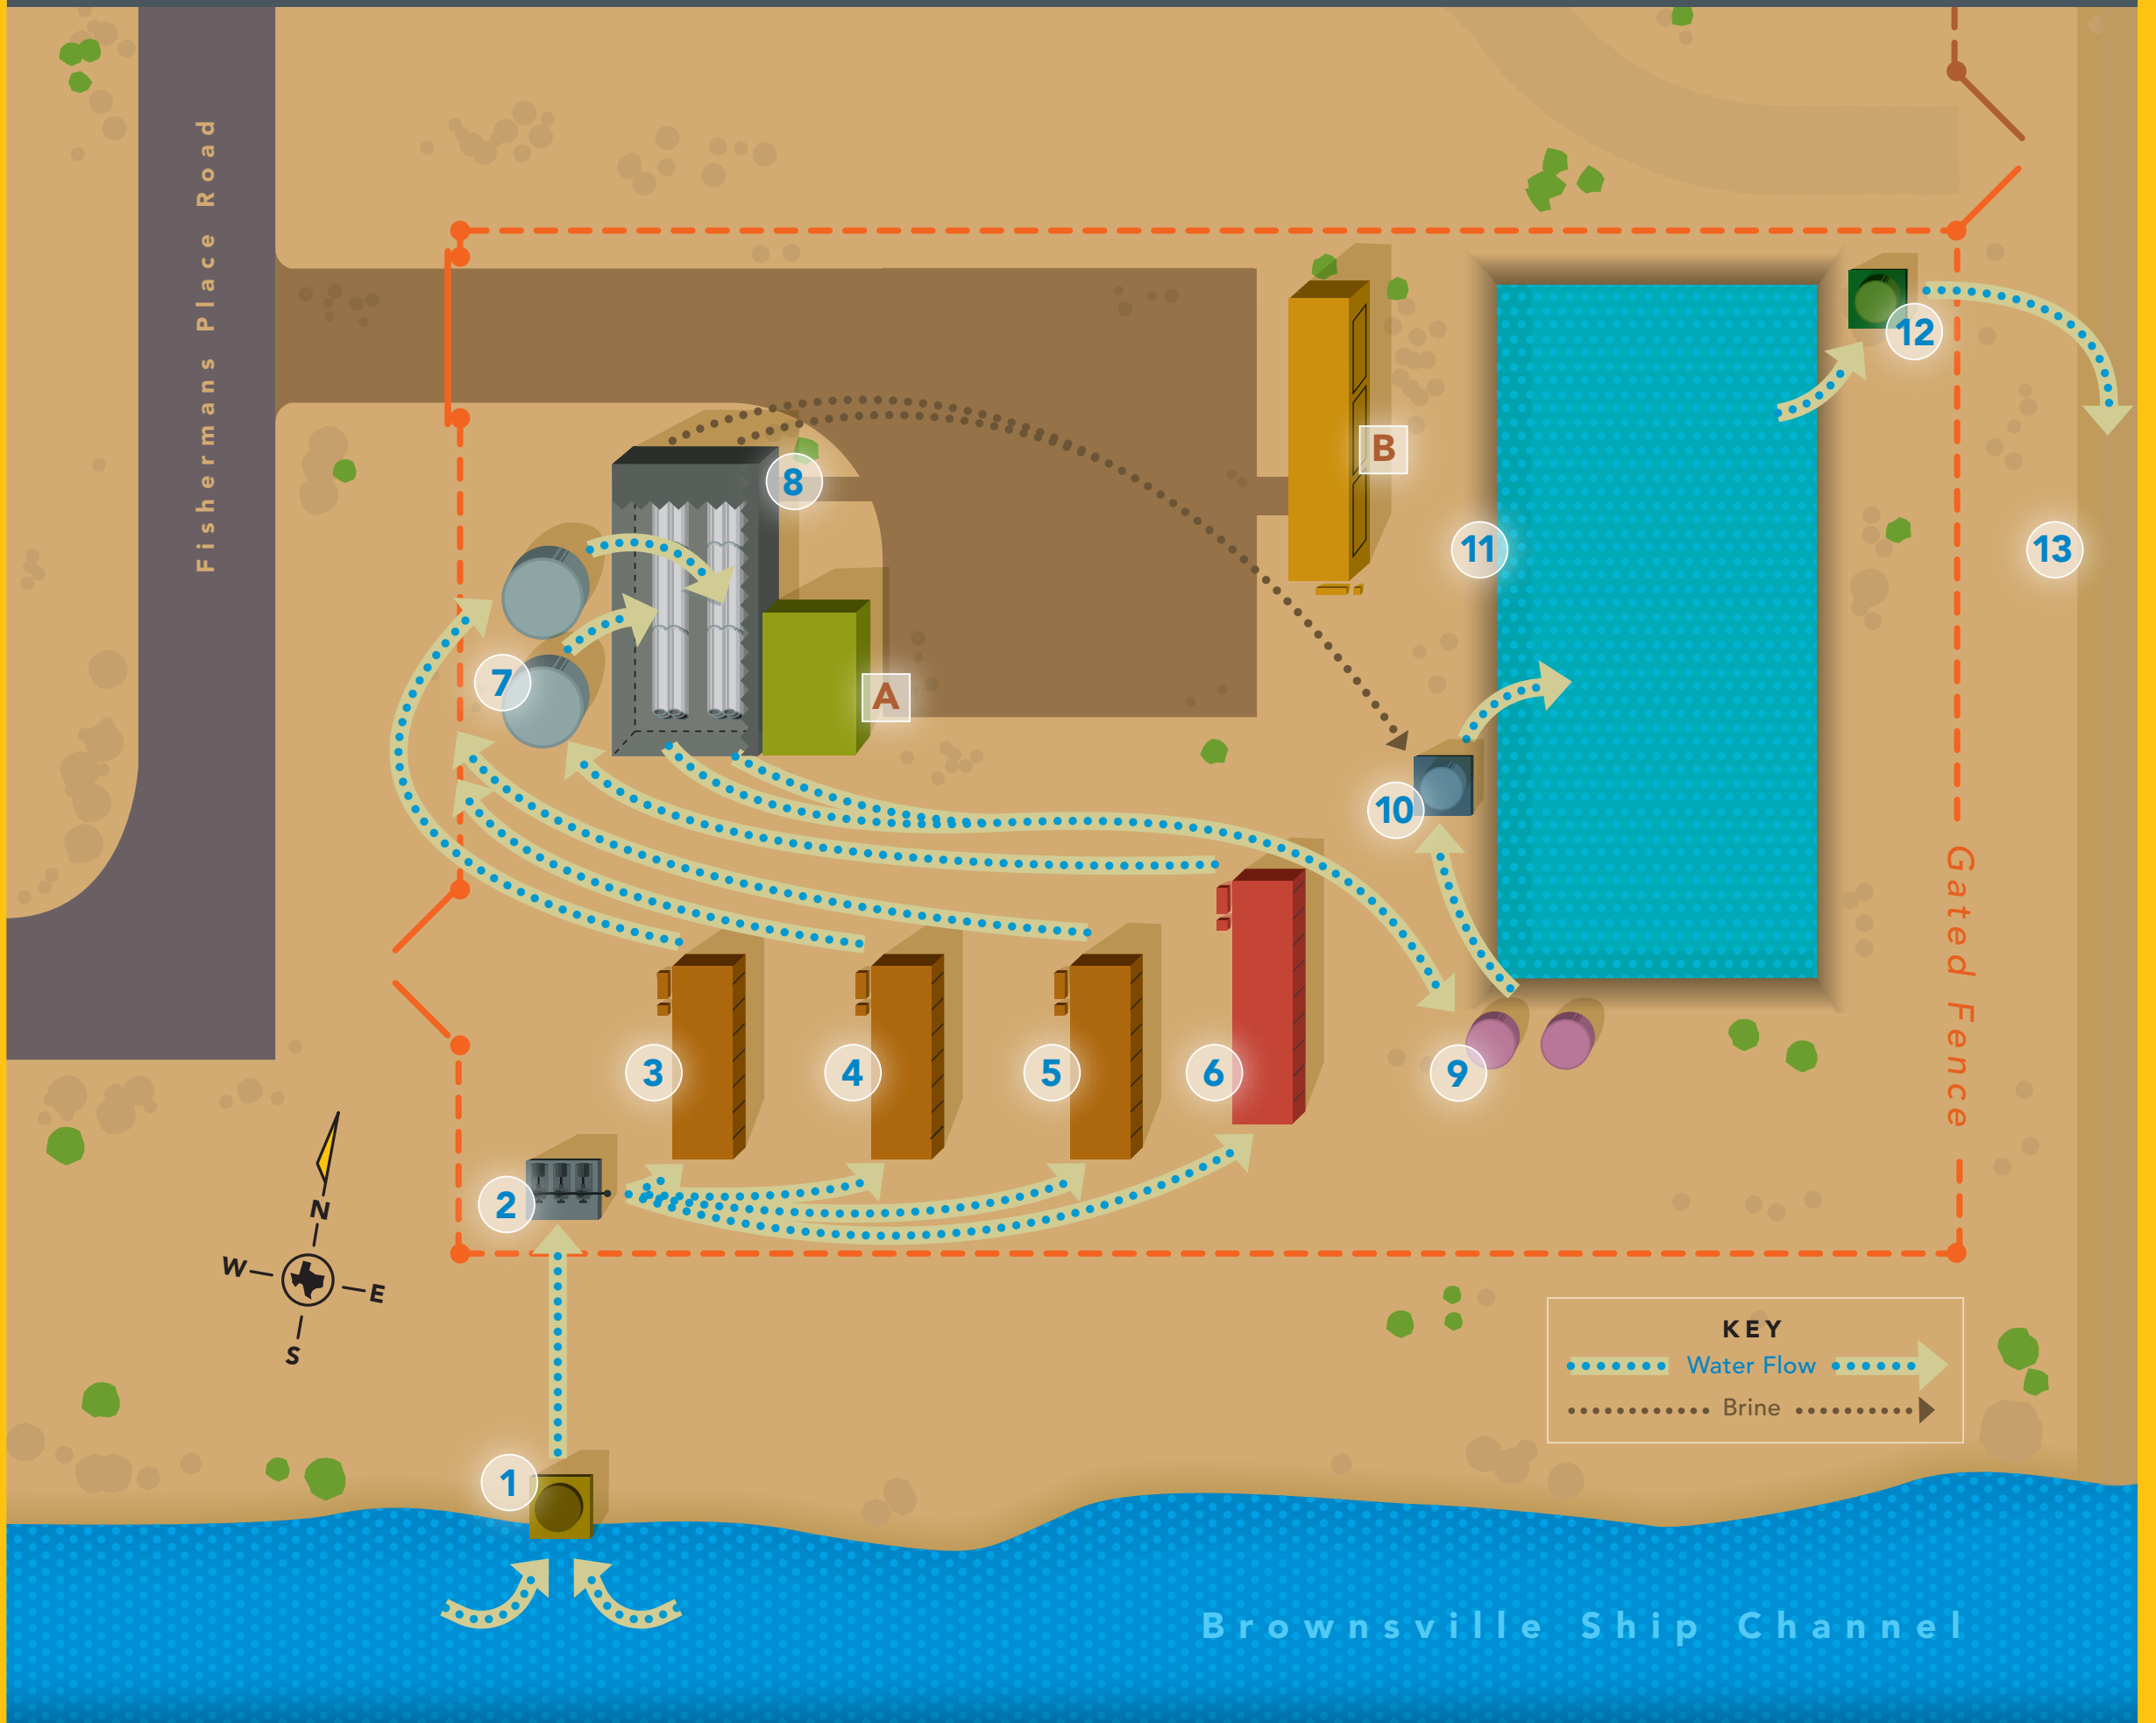 Fishermans Place Road
8
B
12
11
13
7
A
10
Gated Fence
3
4
5
6
9
2
N
W
E
S
KEY
Water Flow
Brine
1
Brownsville Ship Channel